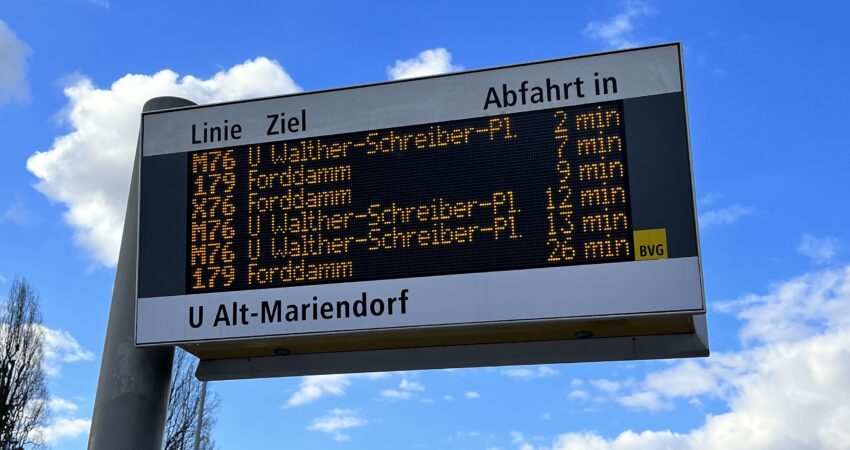 Linie Ziel Abfahrt in
M76 U Walther-Schreiber-Pl. 2 min
179 Forddamm 7 min
X76 Forddamm 9 min
M76 U Walther-Schreiber-Pl. 12 min
M76 U Walther-Schreiber-Pl. 13 min
179 Forddamm 26 min
BVG
U Alt-Mariendorf